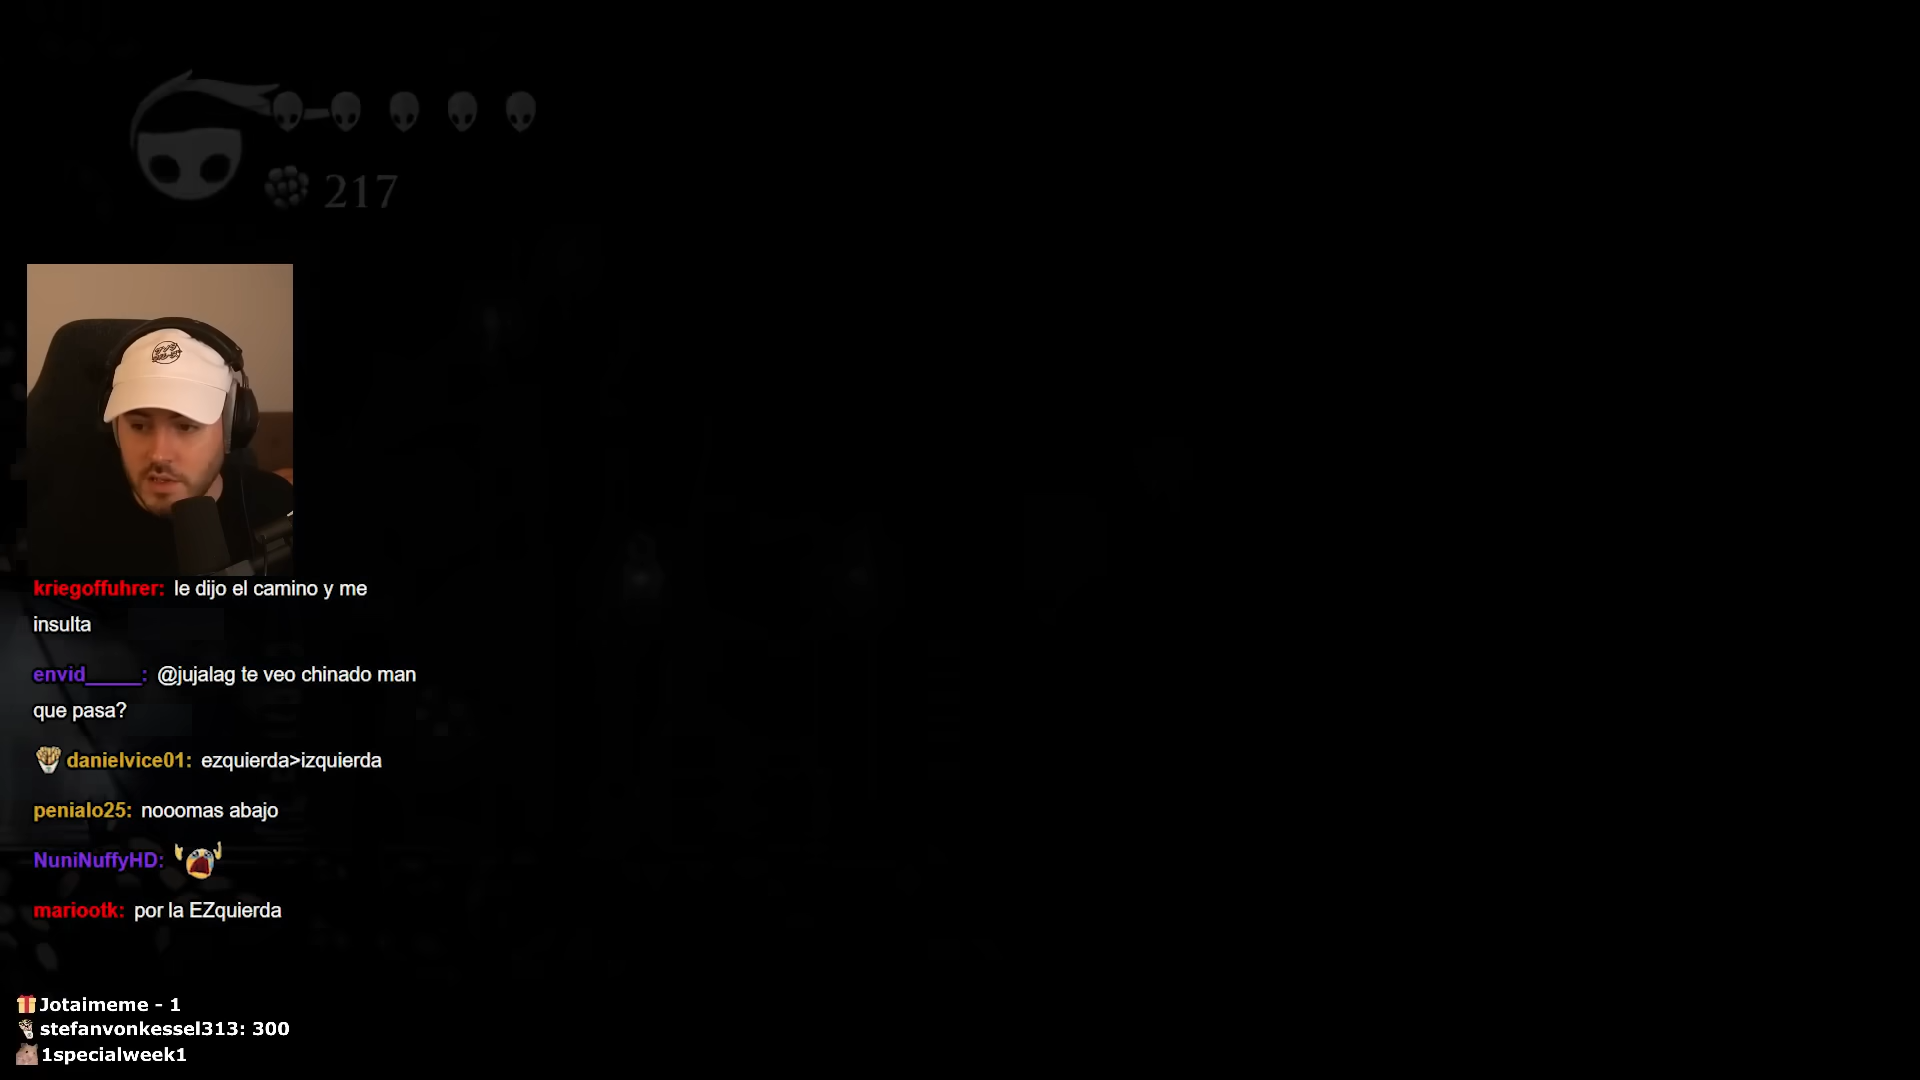 217
kriegoffuhrer: le dijo el camino y me
insulta
envid_____: @jujalag te veo chinado man
que pasa?
danielvice01: ezquierda>izquierda
penialo25: nooomas abajo
NuniNuffyHD:
mariootk: por la EZquierda
Jotaimeme - 1
stefanvonkessel313: 300
1specialweek1